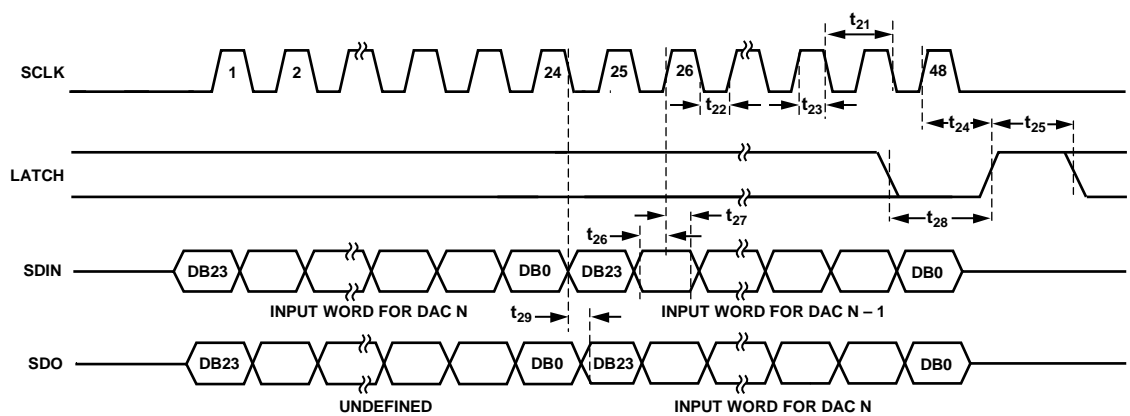 t21
SCLK
1 2 24 25 26 48
t22 t23
t24 t25
LATCH
t28
t27
t26
SDIN
DB23 DB0 DB23 DB0
INPUT WORD FOR DAC N INPUT WORD FOR DAC N – 1
t29
SDO
DB23 DB0 DB23 DB0
UNDEFINED INPUT WORD FOR DAC N